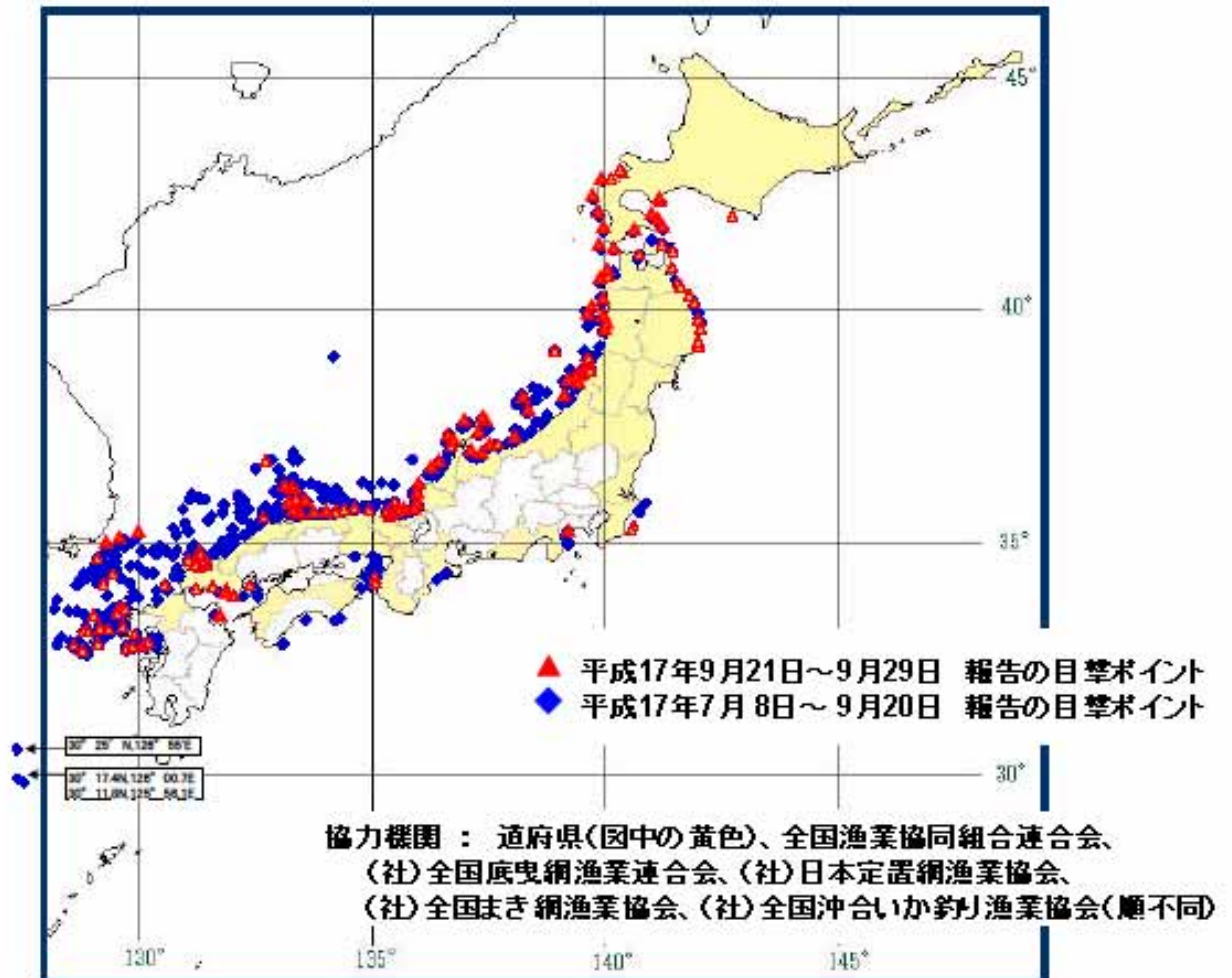 45°
40°
35°
▲ 平成17年9月21日～9月29日 報告の目撃ポイント
◆ 平成17年7月8日～9月20日 報告の目撃ポイント
30° 17.4N,126° 00.7E
30°
協力機関 ： 道府県(図中の黄色)、全国漁業協同組合連合会、
(社)全国底曳網漁業連合会、(社)日本定置網漁業協会、
(社)全国まき網漁業協会、(社)全国沖合いか釣り漁業協会(順不同)
130° 135° 140° 145°